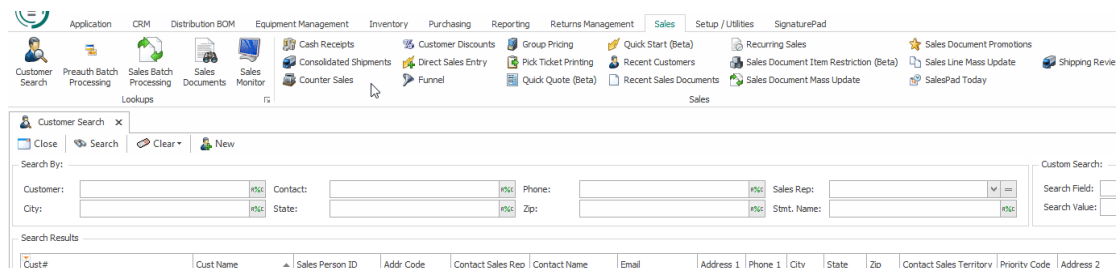 Application CRM Distribution BOM Equipment Management Inventory Purchasing Reporting Returns Management Sales Setup / Utilities SignaturePad
Cash Receipts Customer Discounts Group Pricing Quick Start (Beta) Recurring Sales Sales Document Promotions
Consolidated Shipments Direct Sales Entry Pick Ticket Printing Recent Customers Sales Document Item Restriction (Beta) Sales Line Mass Update Shipping Revie
Customer Search Preauth Batch Processing Sales Batch Processing Sales Documents Sales Monitor
Counter Sales Funnel Quick Quote (Beta) Recent Sales Documents Sales Document Mass Update SalesPad Today
Lookups Sales
Customer Search x
Close Search Clear New
Search By: Custom Search:
Customer: Contact: Phone: Sales Rep: = Search Field:
City: State: Zip: Stmt. Name: Search Value:
Search Results
Cust# Cust Name Sales Person ID Addr Code Contact Sales Rep Contact Name Email Address 1 Phone 1 City State Zip Contact Sales Territory Priority Code Address 2